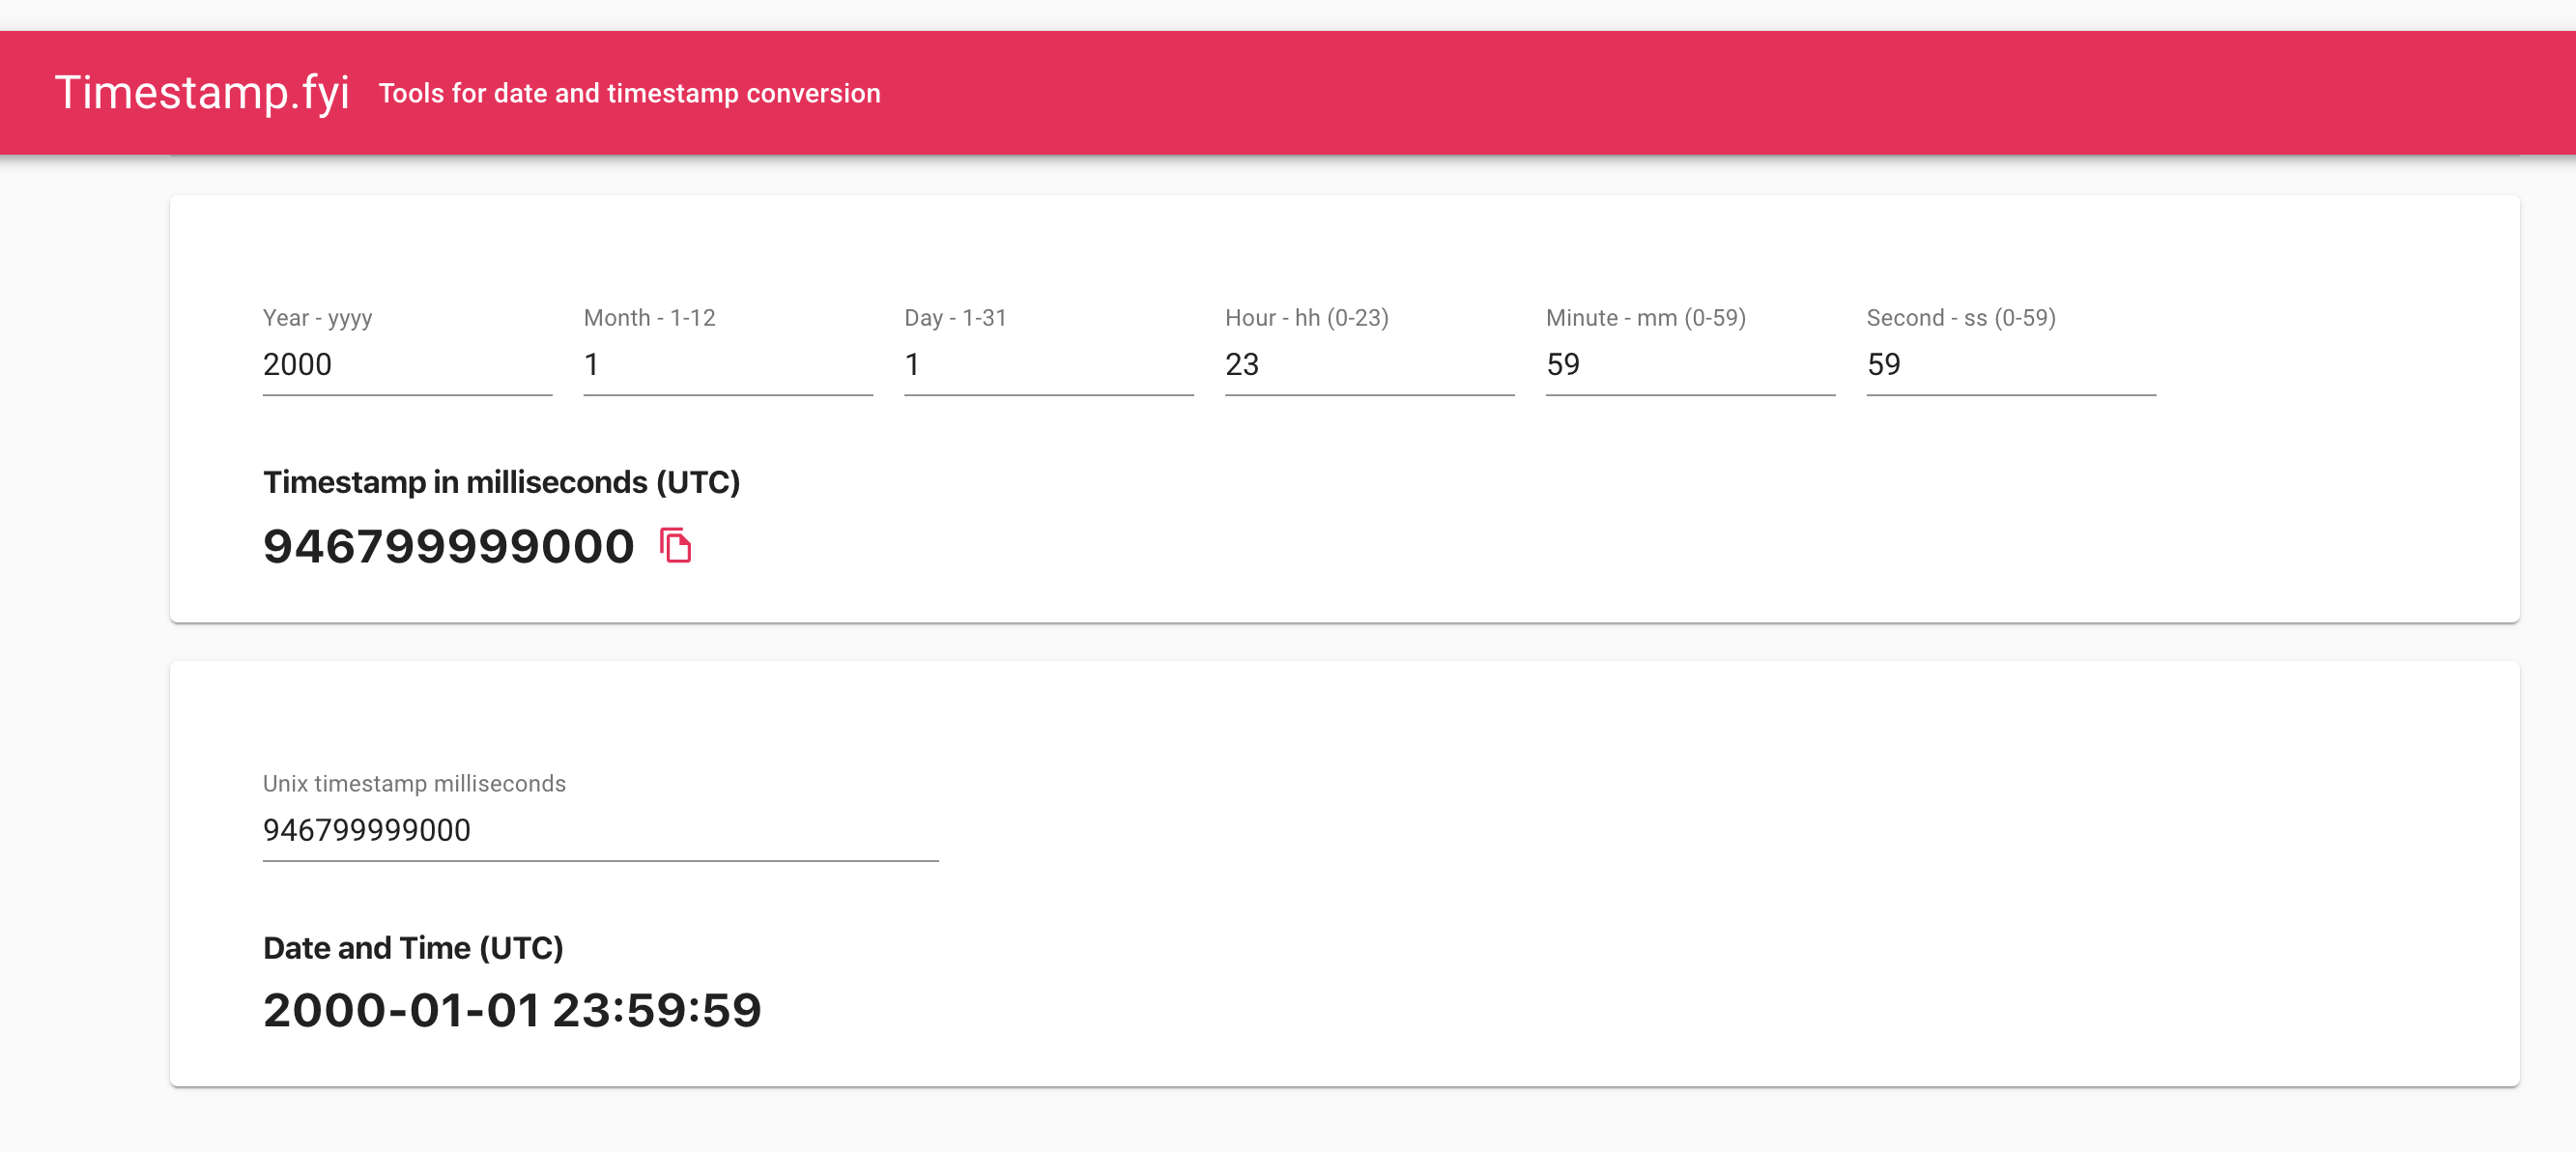 Timestamp.fyi Tools for date and timestamp conversion
Year - yyyy Month - 1-12 Day - 1-31 Hour - hh (0-23) Minute - mm (0-59) Second - ss (0-59)
2000 1 1 23 59 59
Timestamp in milliseconds (UTC)
946799999000
Unix timestamp milliseconds
946799999000
Date and Time (UTC)
2000-01-01 23:59:59